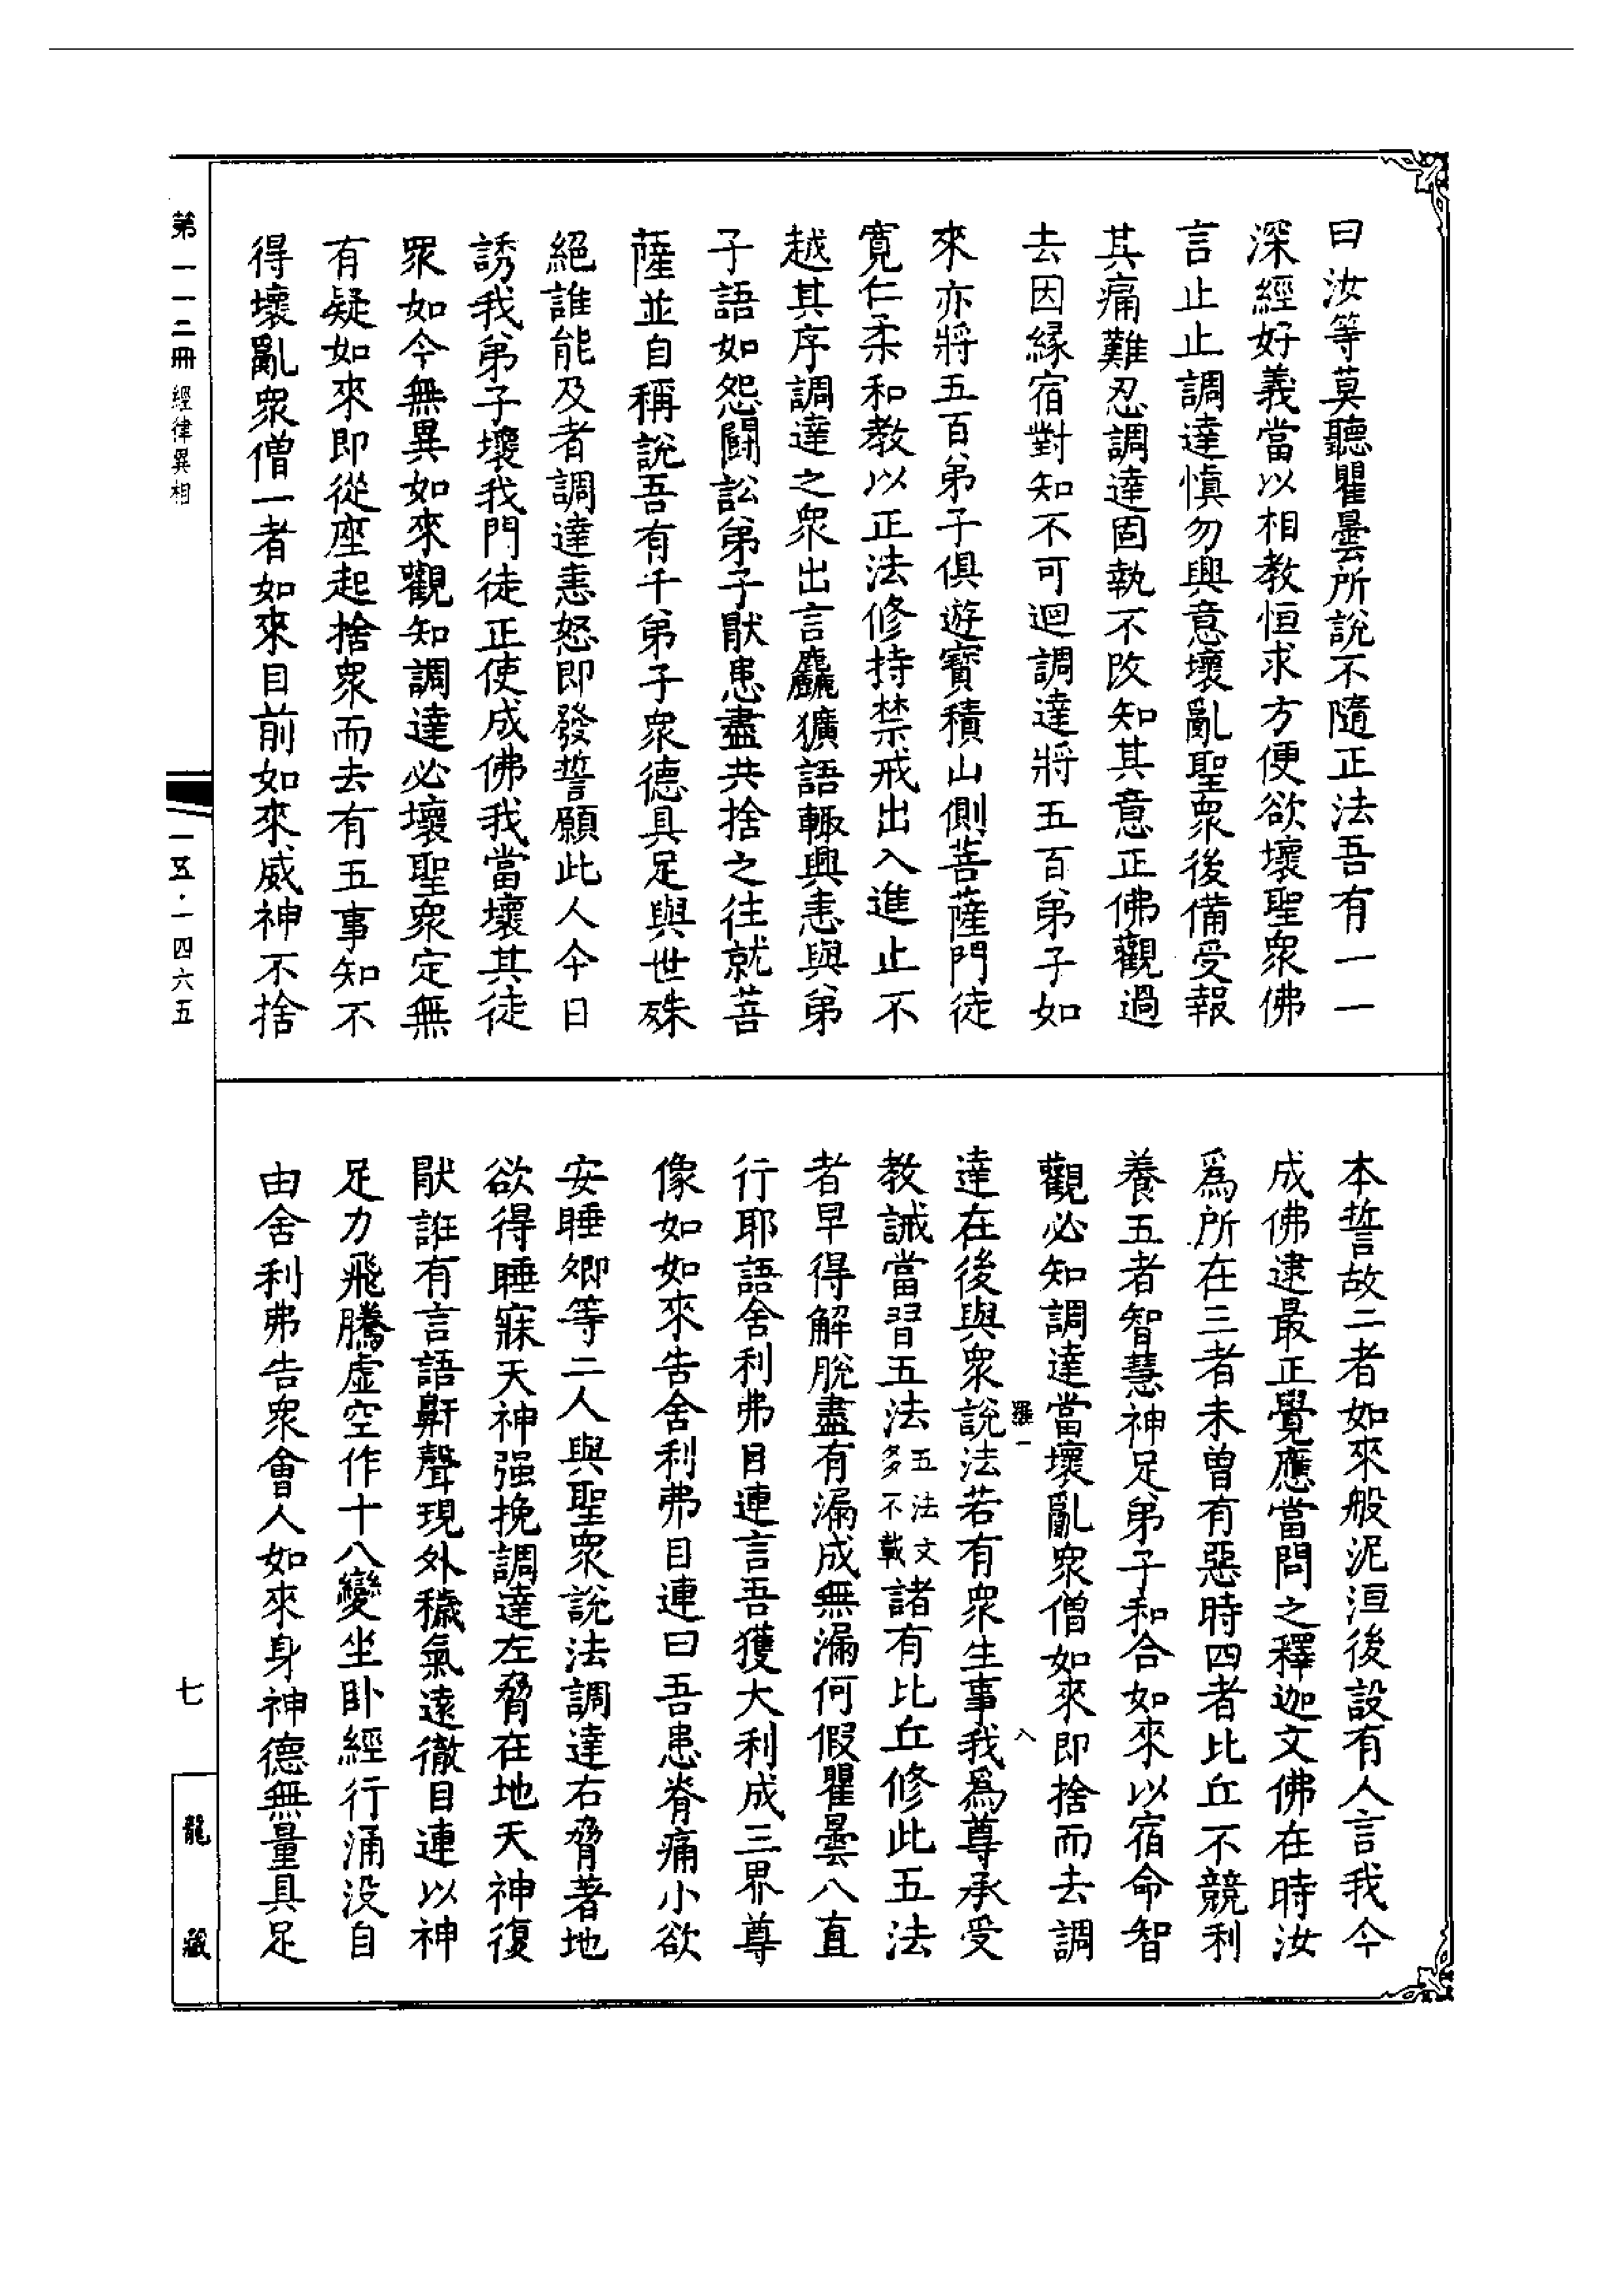 曰汝等莫聽瞿曇所說不隨正法吾有一一
深經好義當以相教恒求方便欲壞聖衆佛
言止止調達愼勿興意壞亂聖衆後備受報
其痛難忍調達固執不改知其意正佛觀過
去因緣宿對知不可迴調達將五百弟子如
來亦將五百弟子俱遊寳積山側菩薩門徒
寬仁柔和教以正法修持禁戒出入進止不
越其序調達之衆出言麤獷語輙興恚與弟
子語如怨鬪訟弟子猒患盡共捨之往就菩
薩並自稱說吾有千弟子衆德具足與世殊
絕誰能及者調達恚怒即發誓願此人今日
誘我弟子壞我門徒正使成佛我當壞其徒
衆如今無異如來觀知調達必壞聖衆定無
有疑如來即從座起捨衆而去有五事知不
得壞亂衆僧一者如來目前如來威神不捨
本誓故二者如來般泥洹後設有人言我今
成佛逮最正覺應當問之釋迦文佛在時汝
爲所在三者未曾有惡時四者比丘不競利
養五者智慧神足弟子和合如來以宿命智
觀必知調達當壞亂衆僧如來即捨而去調
達在後與衆說法若有衆生事我爲尊承受
教誡當習五法五法文多不載諸有比丘修此五法
者早得解脫盡有漏成無漏何假瞿曇八直
行耶語舍利弗目連言吾獲大利成三界尊
像如如來告舍利弗目連曰吾患脊痛小欲
安睡卿等二人與聖衆說法調達右脅著地
欲得睡寐天神强挽調達左脅在地天神復
猒誑有言語鼾聲現外穢氣遠徹目連以神
足力飛騰虛空作十八變坐卧經行涌没自
由舍利弗告衆會人如來身神德無量具足
羅一
八
第一一二冊 經律異相
一五·一四六五
七
龍藏